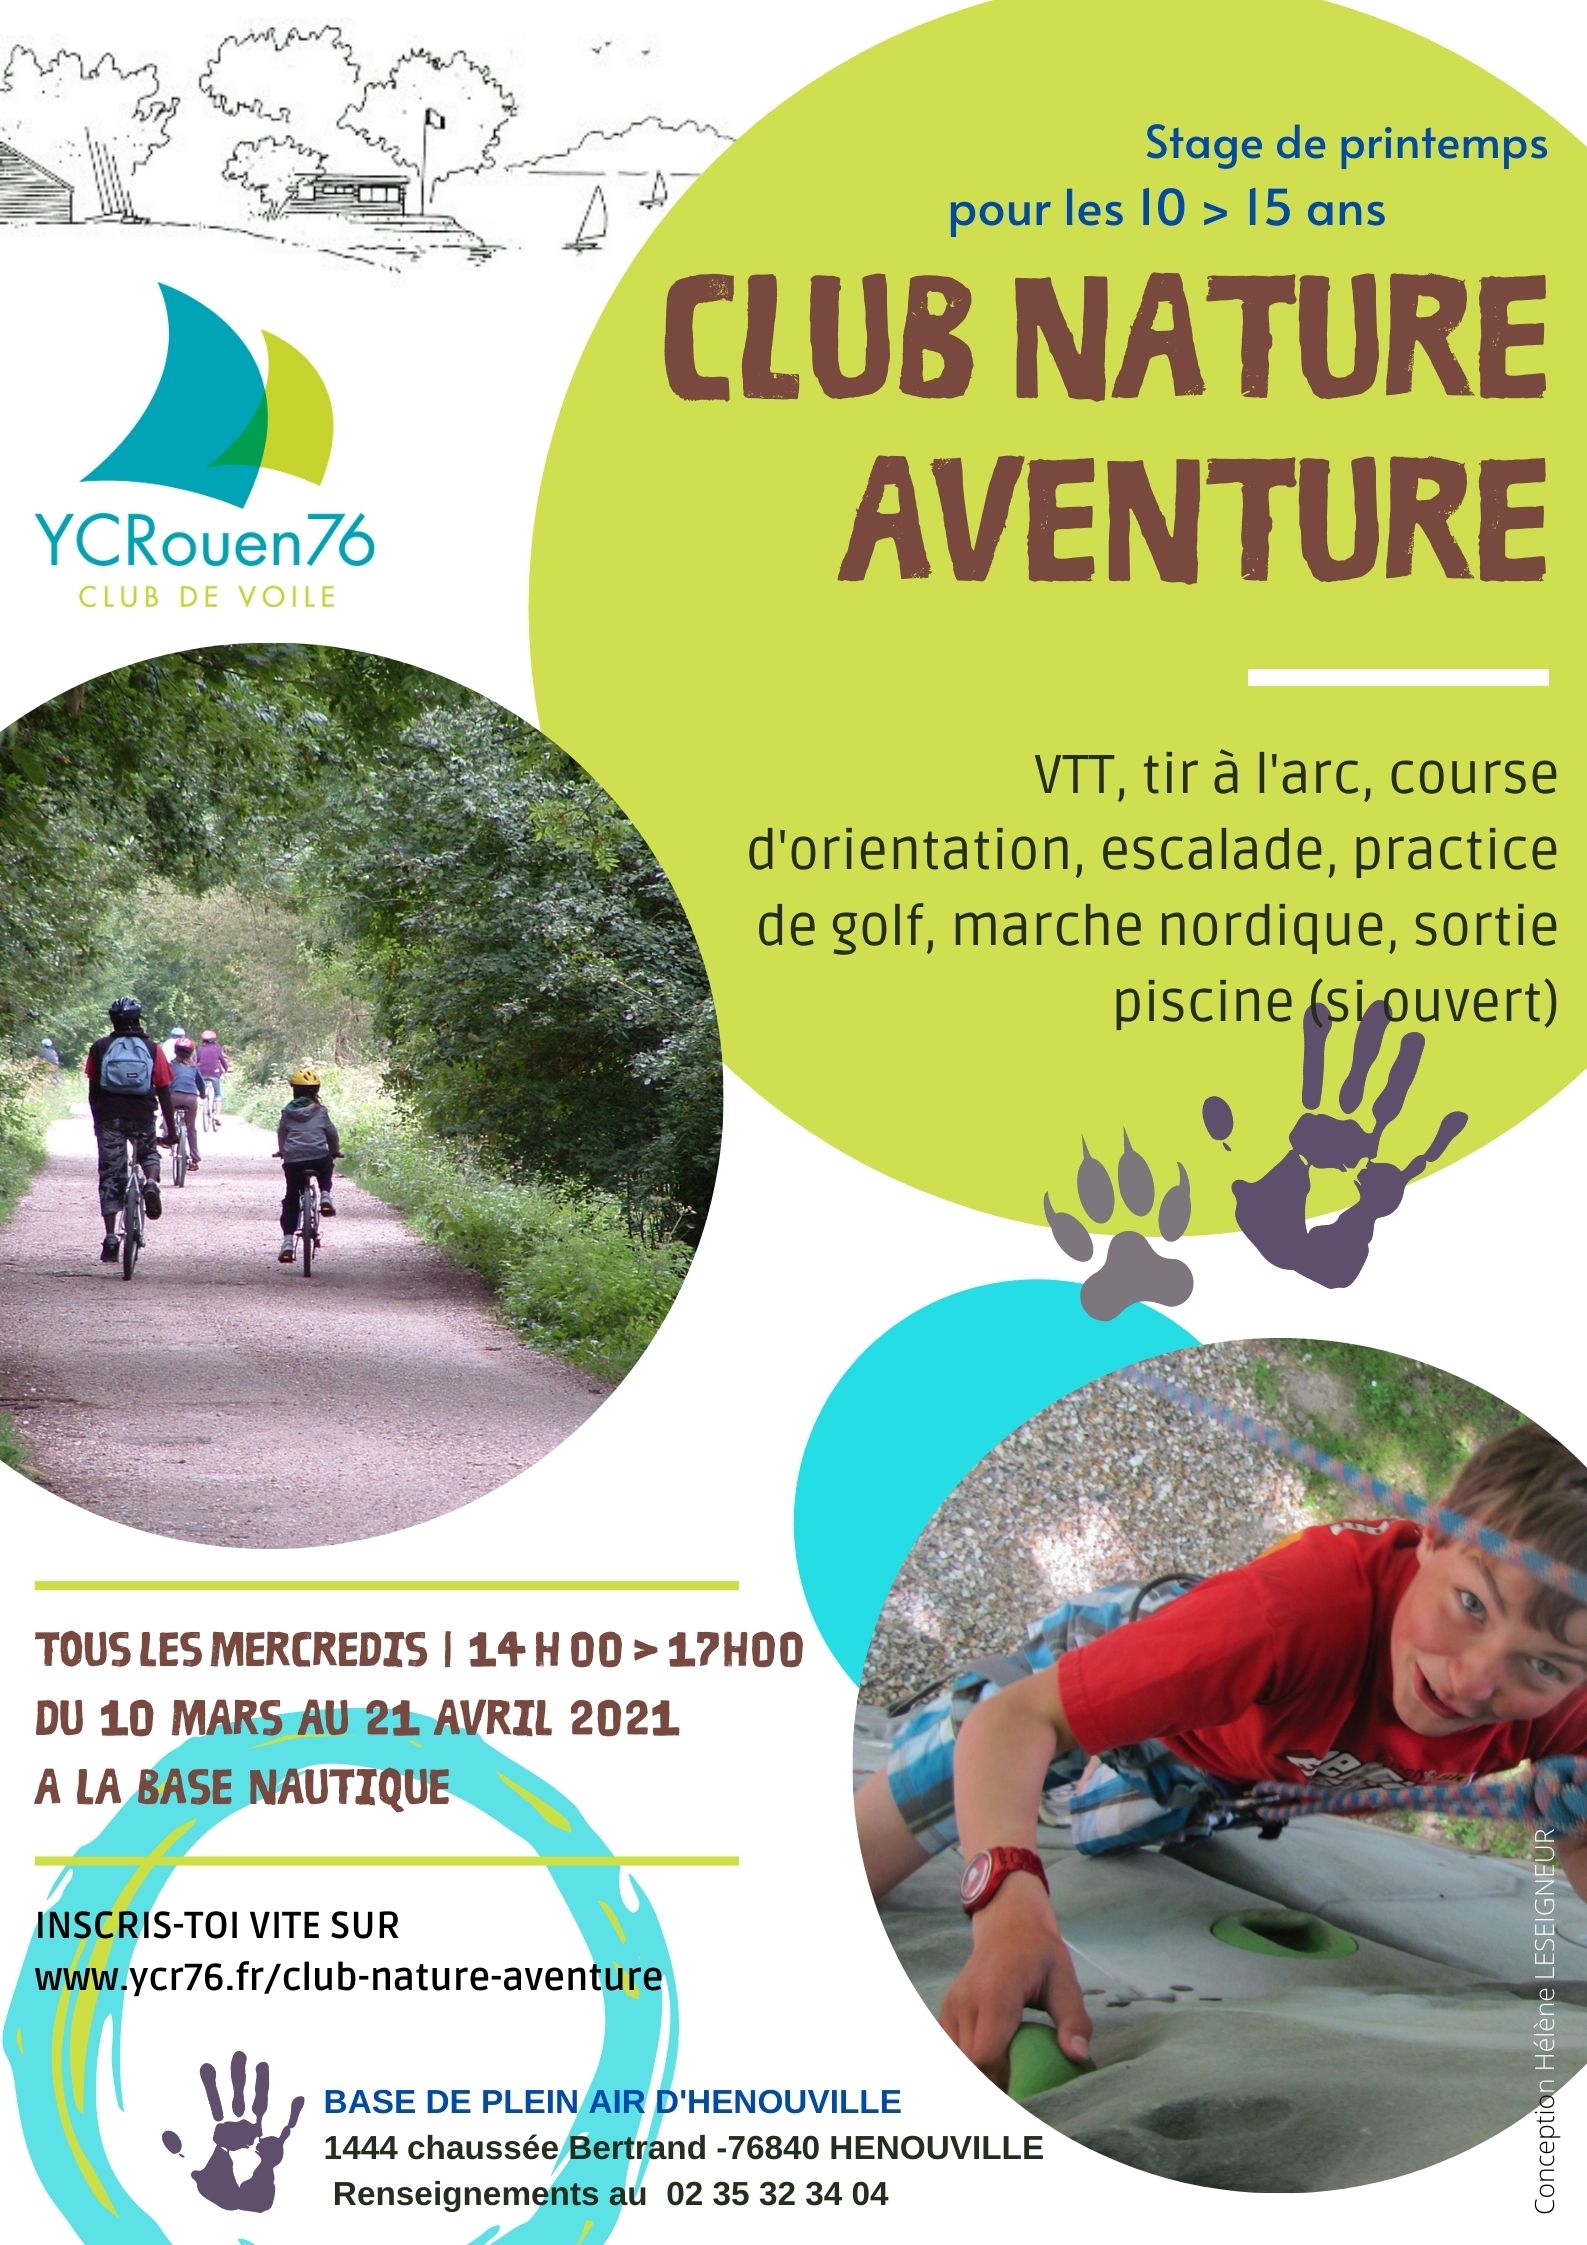 Stage de printemps
pour les 10 > 15 ans
CLUB NATURE
AVENTURE
YCRouen76
CLUB DE VOILE
VTT, tir à l'arc, course
d'orientation, escalade, practice
de golf, marche nordique, sortie
piscine (si ouvert)
TOUS LES MERCREDIS | 14 H 00 > 17H00
DU 10 MARS AU 21 AVRIL 2021
A LA BASE NAUTIQUE
INSCRIS-TOI VITE SUR
www.ycr76.fr/club-nature-aventure
BASE DE PLEIN AIR D'HENOUVILLE
1444 chaussée Bertrand -76840 HENOUVILLE
Renseignements au 02 35 32 34 04
Conception Hélène LESEIGNEUR